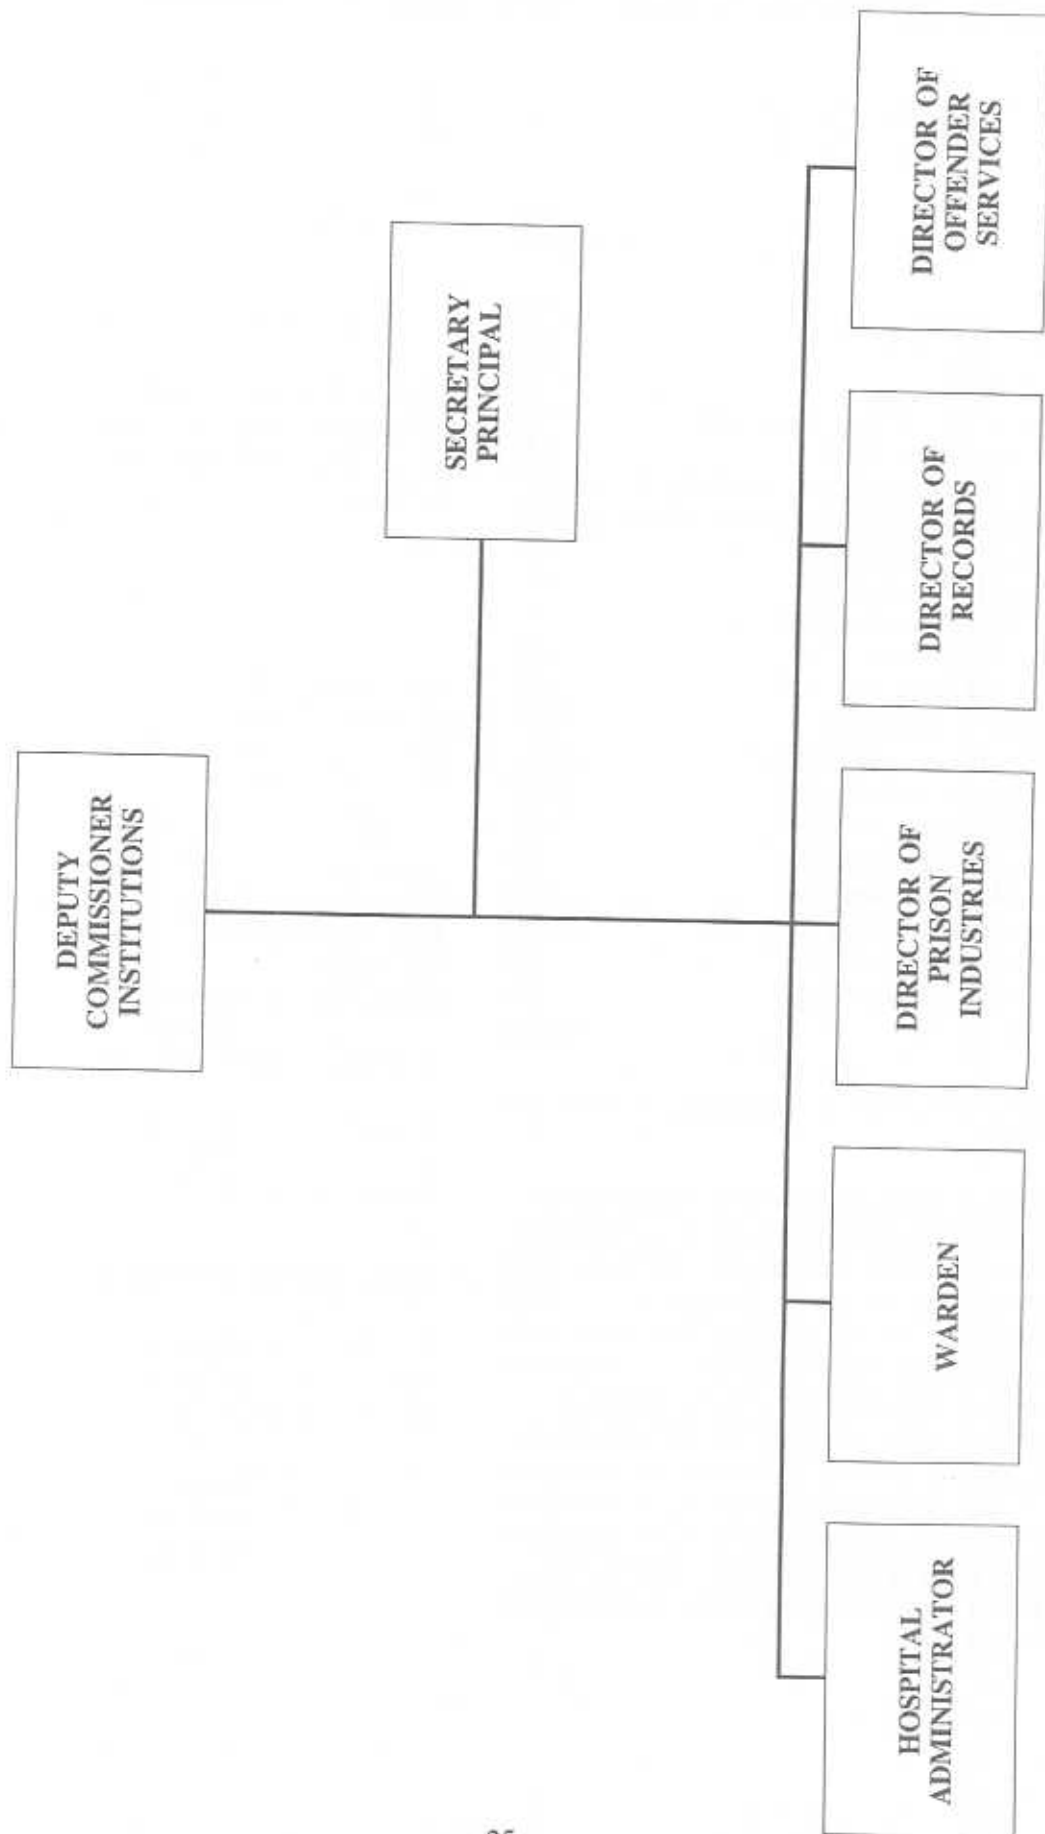 DEPUTY
COMMISSIONER
INSTITUTIONS
SECRETARY
PRINCIPAL
HOSPITAL
ADMINISTRATOR
WARDEN
DIRECTOR OF
PRISON
INDUSTRIES
DIRECTOR OF
RECORDS
DIRECTOR OF
OFFENDER
SERVICES